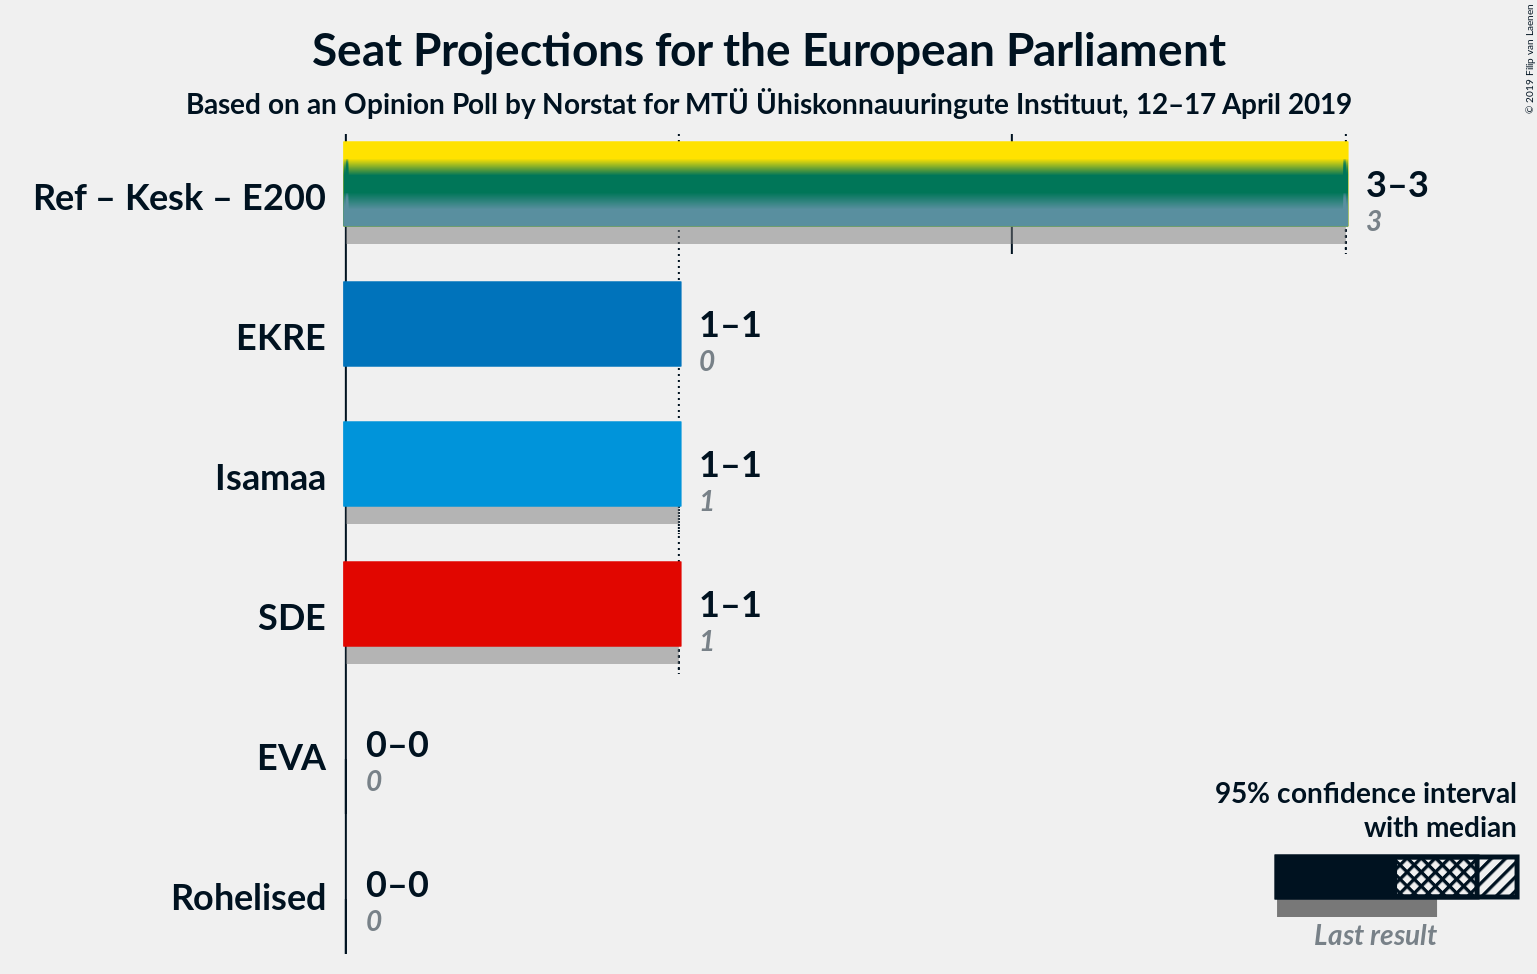 Seat Projections for the European Parliament
Based on an Opinion Poll by Norstat for MTÜ Ühiskonnauuringute Instituut, 12–17 April 2019
© 2019 Filip van Laenen
Ref – Kesk – E200
3–3
3
EKRE
1–1
0
Isamaa
1–1
1
SDE
1–1
1
EVA
0–0
0
Rohelised
0–0
0
95% confidence interval
with median
Last result